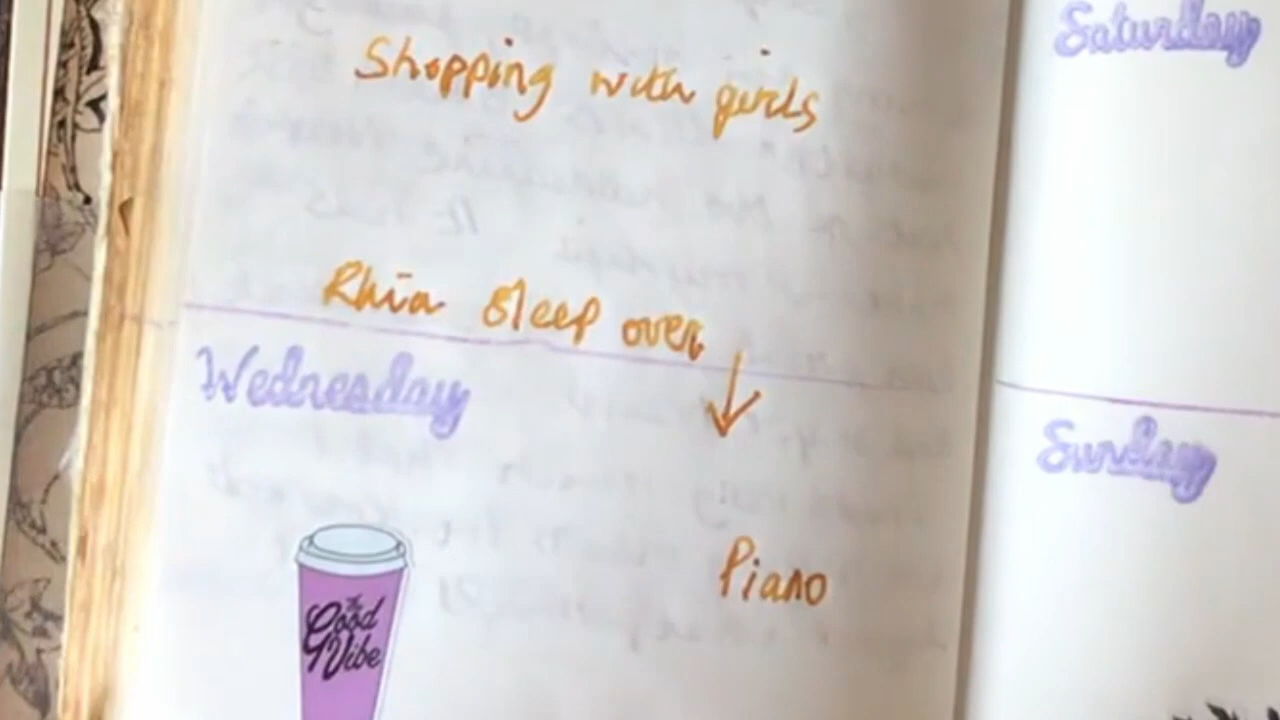 Shopping with girls
Rhia Sleep over
Wednesday
Piano
The
Good
Vibe
Saturday
Sunday